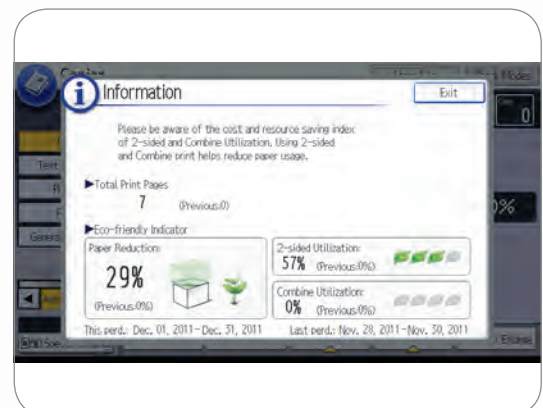 Information
Exit
Please be aware of the cost and resource saving index
of 2-sided and Combine Utilization. Using 2-sided
and Combine print helps reduce paper usage.
▶Total Print Pages
7 (Previous:0)
▶Eco-friendly Indicator
Paper Reduction:
29%
(Previous:0%)
2-sided Utilization:
57% (Previous:0%)
Combine Utilization:
0% (Previous:0%)
This perd.: Dec. 01, 2011-Dec. 31, 2011 Last perd.: Nov. 28, 2011-Nov. 30, 2011
Modes
0
Text
0%